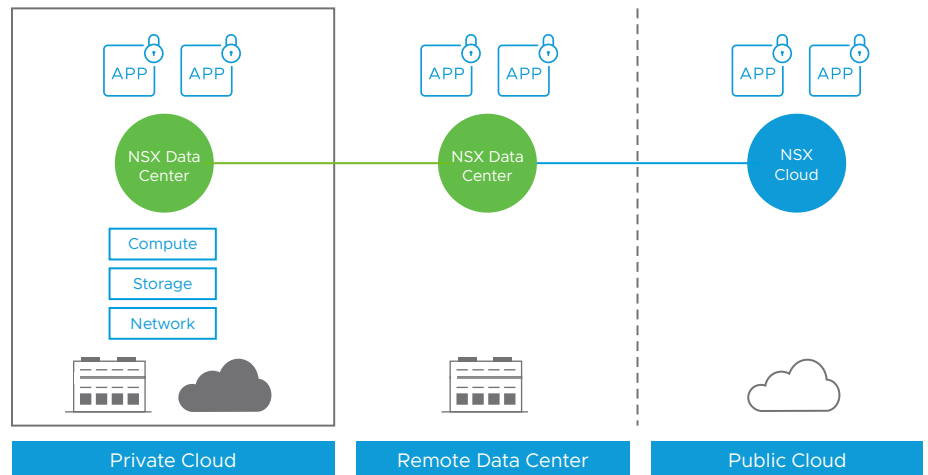 APP
APP
APP
APP
APP
APP
NSX Data
Center
NSX Data
Center
NSX
Cloud
Compute
Storage
Network
Private Cloud
Remote Data Center
Public Cloud